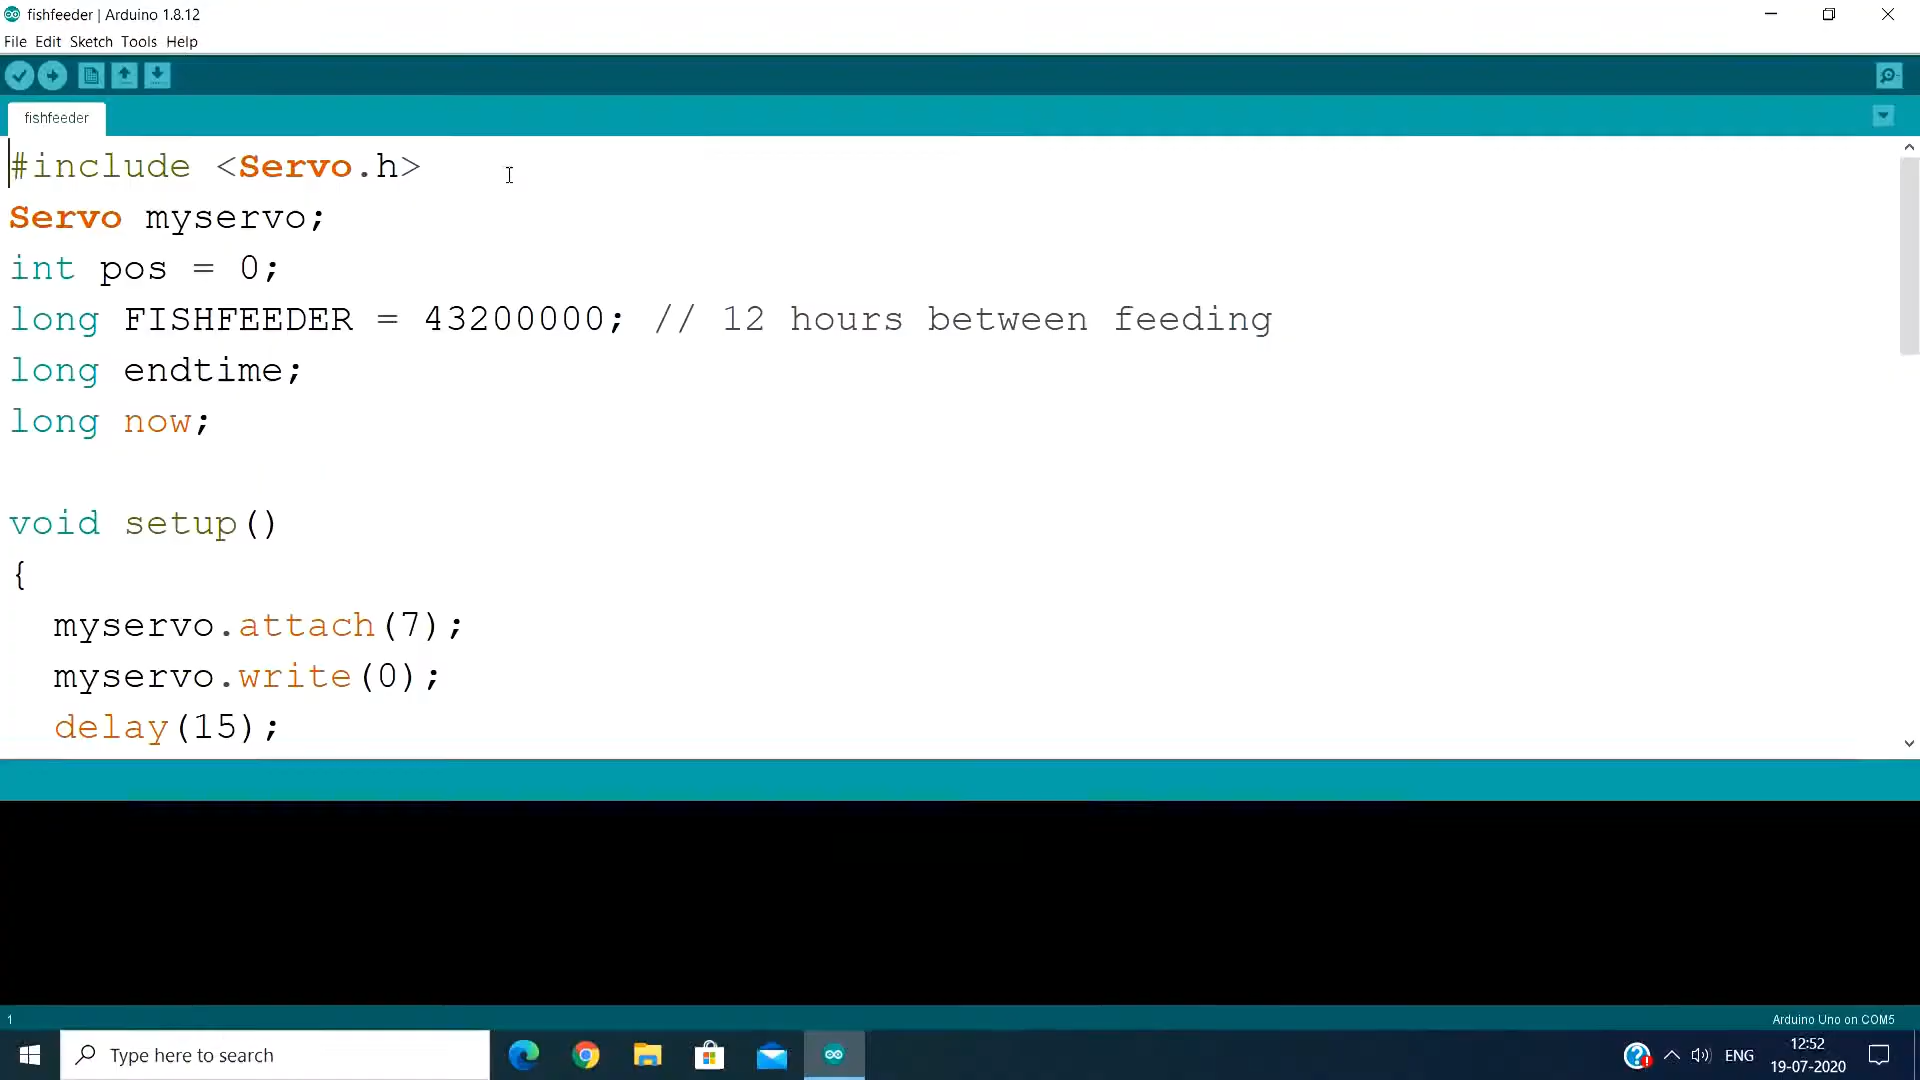 fishfeeder | Arduino 1.8.12
File Edit Sketch Tools Help
fishfeeder
#include <Servo.h>
Servo myservo;
int pos = 0;
long FISHFEEDER = 43200000; // 12 hours between feeding
long endtime;
long now;
void setup()
{
myservo.attach(7);
myservo.write(0);
delay(15);
1
Arduino Uno on COM5
Type here to search
ENG
12:52
19-07-2020